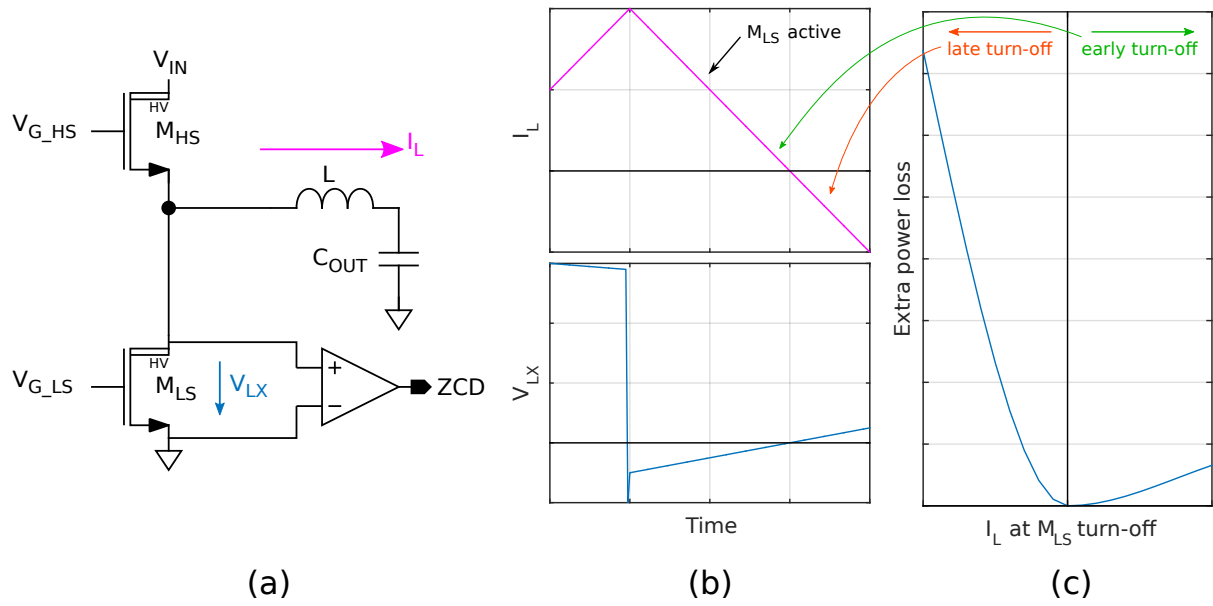 V_IN
HV
V_G_HS
M_HS
I_L
L
C_OUT
HV
V_G_LS
M_LS
V_LX
+
−
ZCD
(a)
M_LS active
I_L
V_LX
Time
(b)
late turn-off
early turn-off
Extra power loss
I_L at M_LS turn-off
(c)